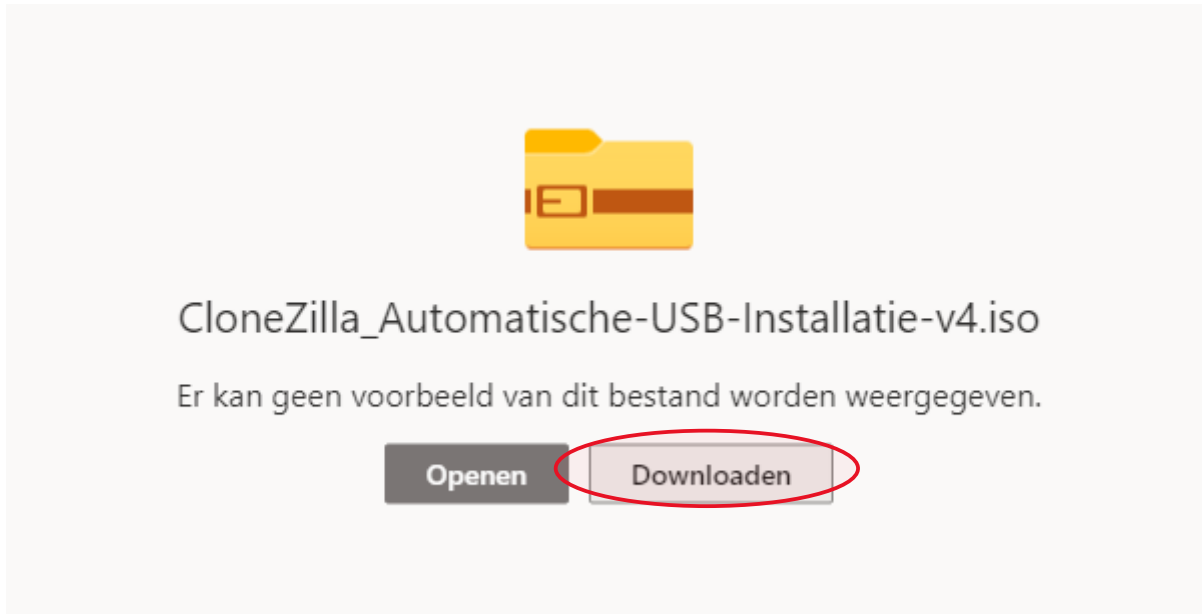 CloneZilla_Automatische-USB-Installatie-v4.iso
Er kan geen voorbeeld van dit bestand worden weergegeven.
Openen Downloaden